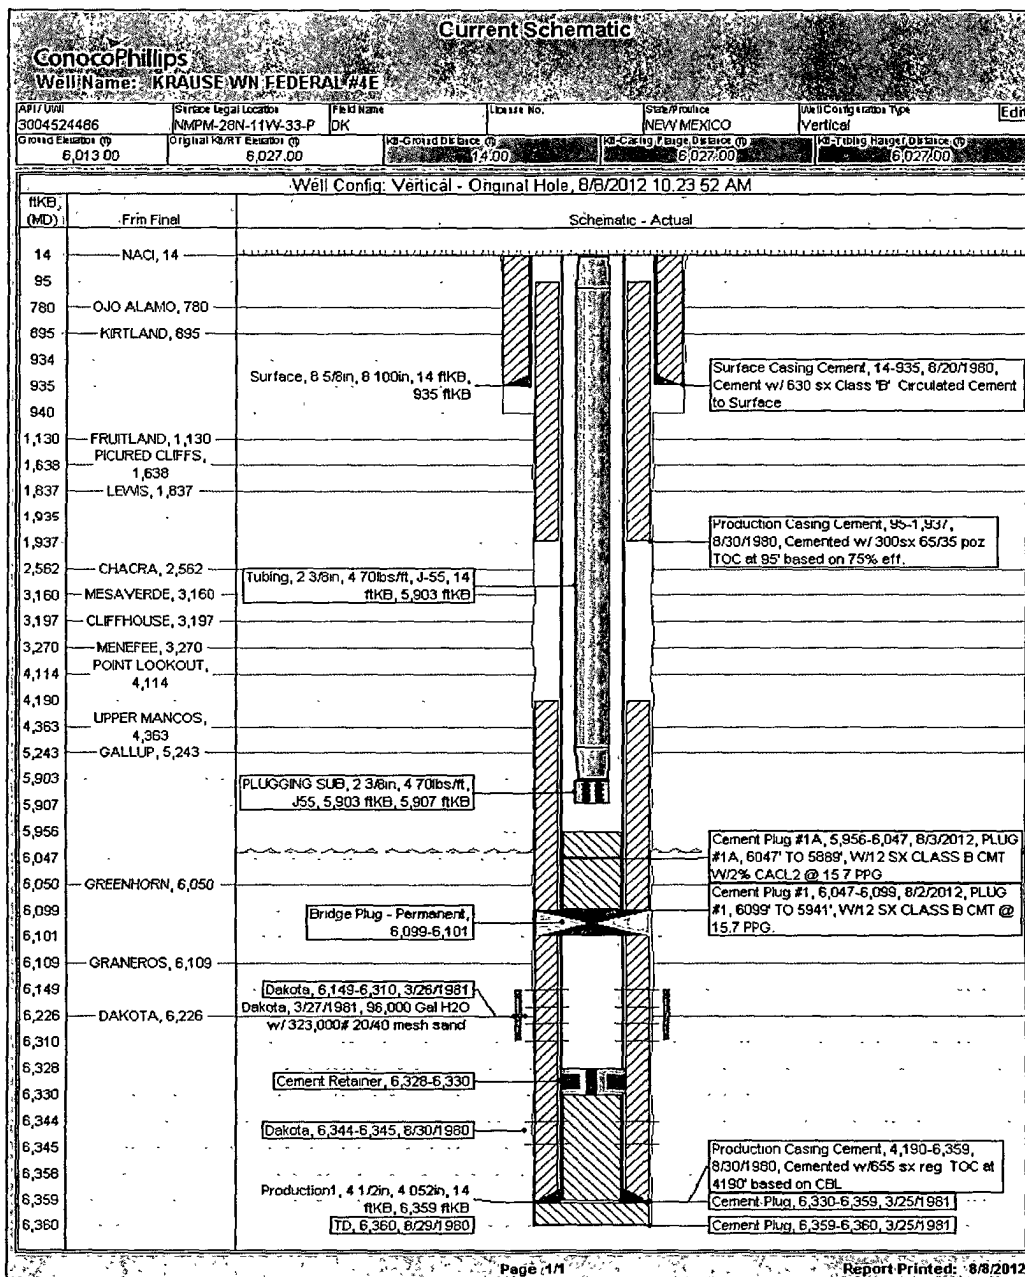 Current Schematic
ConocoPhillips
Well Name: KRAUSE WN FEDERAL #4E
API / UWI
3004524486
Surface Legal Location
NMPM-28N-11W-33-P
Field Name
DK
License No.
State/Province
NEW MEXICO
Well Configuration Type
Vertical
Edit
Ground Elevation (ft)
6,013.00
Original KB/RT Elevation (ft)
6,027.00
KB-Ground Distance (ft)
14.00
KB-Casing Flange Distance (ft)
6,027.00
KB-Tubing Hanger Distance (ft)
6,027.00
Well Config: Vertical - Original Hole, 8/8/2012 10 23 52 AM
ftKB (MD)
Frm Final
Schematic - Actual
14
NACI, 14
95
780
OJO ALAMO, 780
895
KIRTLAND, 895
934
Surface, 8 5/8in, 8 100in, 14 ftKB,
935 ftKB
935
940
Surface Casing Cement, 14-935, 8/20/1980,
Cement w/ 630 sx Class 'B' Circulated Cement
to Surface
1,130
FRUITLAND, 1,130
1,638
PICURED CLIFFS,
1,638
1,837
LEWIS, 1,837
1,935
1,937
Production Casing Cement, 95-1,937,
8/30/1980, Cemented w/ 300sx 65/35 poz
TOC at 95' based on 75% eff.
2,562
CHACRA, 2,562
Tubing, 2 3/8in, 4 70lbs/ft, J-55, 14
ftKB, 5,903 ftKB
3,160
MESAVERDE, 3,160
3,197
CLIFFHOUSE, 3,197
3,270
MENEFEE, 3,270
4,114
POINT LOOKOUT,
4,114
4,190
4,363
UPPER MANCOS,
4,363
5,243
GALLUP, 5,243
5,903
PLUGGING SUB, 2 3/8in, 4 70lbs/ft,
J55, 5,903 ftKB, 5,907 ftKB
5,907
5,956
6,047
Cement Plug #1A, 5,956-6,047, 8/3/2012, PLUG
#1A, 6047' TO 5889', W/12 SX CLASS B CMT
W/2% CACL2 @ 15 7 PPG
6,050
GREENHORN, 6,050
6,099
Cement Plug #1, 6,047-6,099, 8/2/2012, PLUG
#1, 6099' TO 5941', W/12 SX CLASS B CMT @
15.7 PPG.
Bridge Plug - Permanent,
6,099-6,101
6,101
6,109
GRANEROS, 6,109
6,149
Dakota, 6,149-6,310, 3/26/1981
Dakota, 3/27/1981, 96,000 Gal H2O
w/ 323,000# 20/40 mesh sand
6,226
DAKOTA, 6,226
6,310
6,328
Cement Retainer, 6,328-6,330
6,330
6,344
Dakota, 6,344-6,345, 8/30/1980
6,345
6,358
Production Casing Cement, 4,190-6,359,
8/30/1980, Cemented w/655 sx reg TOC at
4190' based on CBL
6,359
Production1, 4 1/2in, 4 052in, 14
ftKB, 6,359 ftKB
Cement Plug, 6,330-6,359, 3/25/1981
6,360
TD, 6,360, 8/29/1980
Cement Plug, 6,359-6,360, 3/25/1981
Page 1/1
Report Printed: 8/8/2012